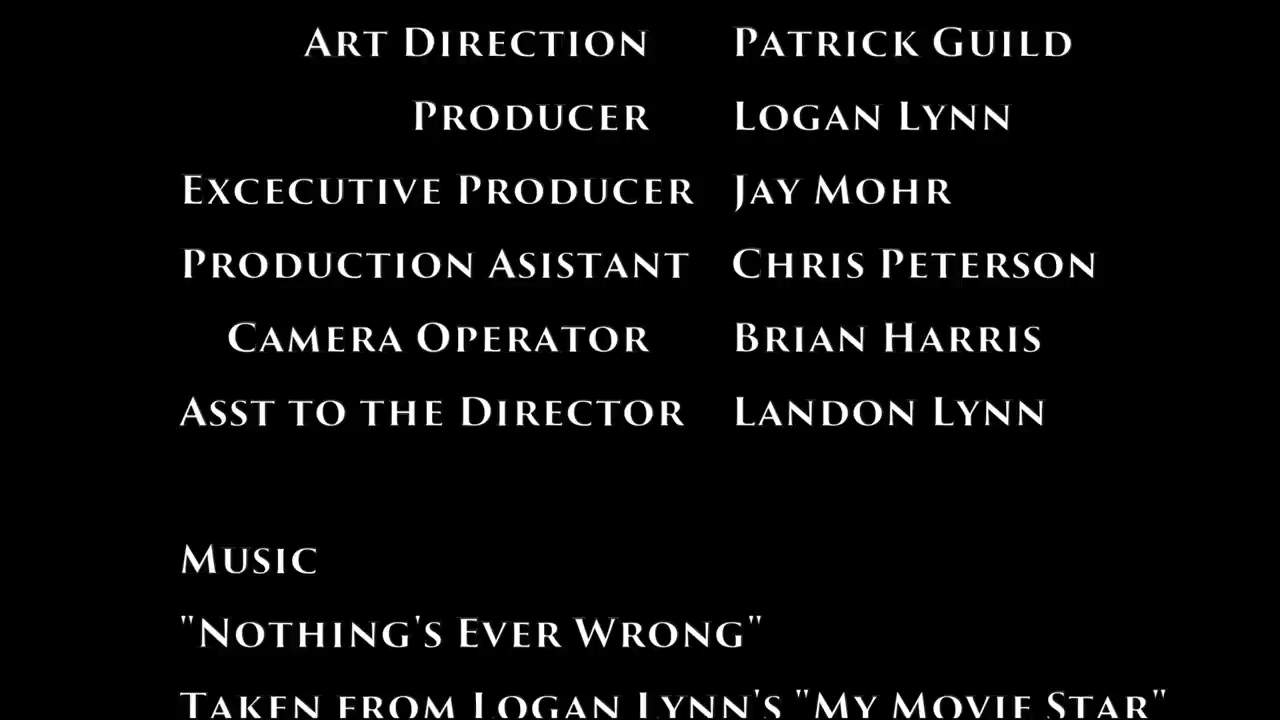 Art Direction Patrick Guild
Producer Logan Lynn
Excecutive Producer Jay Mohr
Production Asistant Chris Peterson
Camera Operator Brian Harris
Asst to the Director Landon Lynn
Music
"Nothing's Ever Wrong"
Taken from Logan Lynn's "My Movie Star"